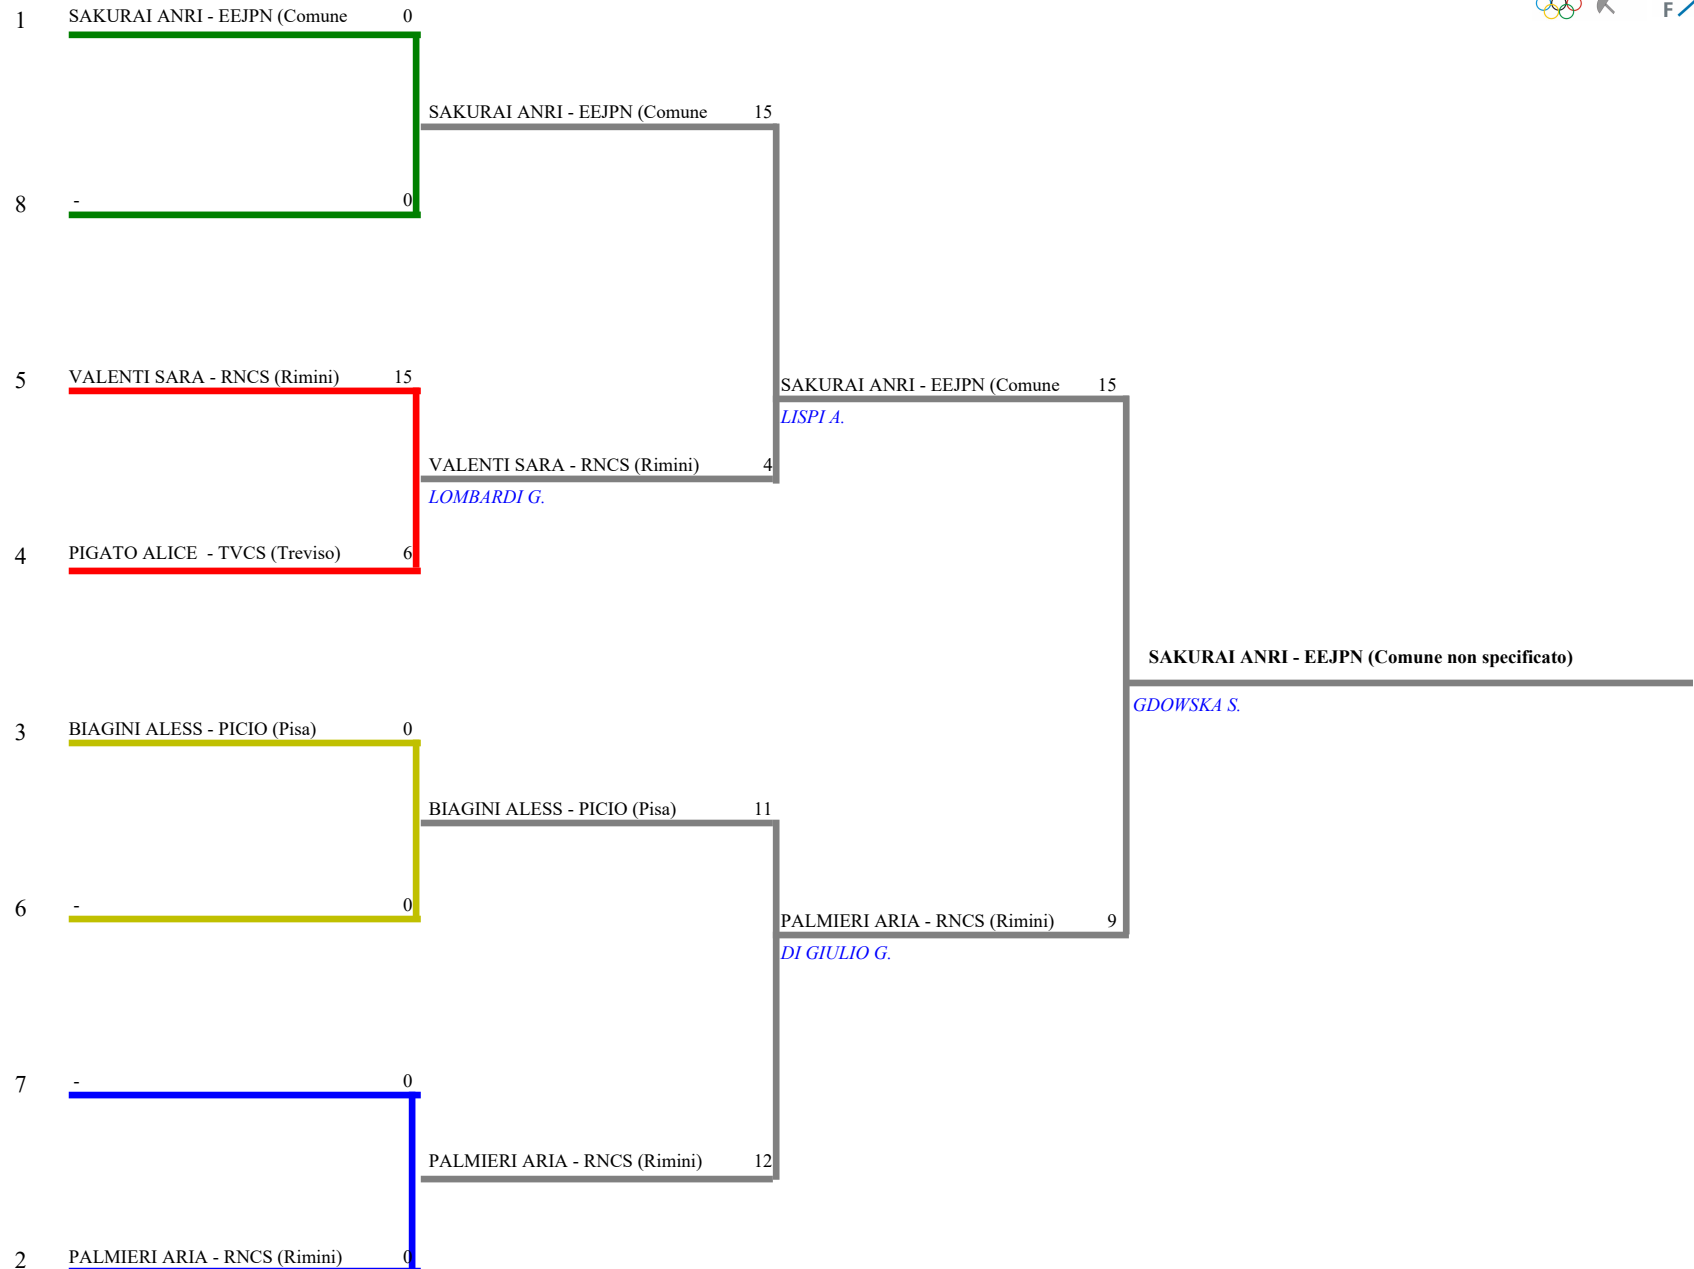 F
1 SAKURAI ANRI - EEJPN (Comune 0
SAKURAI ANRI - EEJPN (Comune 15
8 - 0
5 VALENTI SARA - RNCS (Rimini) 15
SAKURAI ANRI - EEJPN (Comune 15
LISPI A.
VALENTI SARA - RNCS (Rimini) 4
LOMBARDI G.
4 PIGATO ALICE - TVCS (Treviso) 6
SAKURAI ANRI - EEJPN (Comune non specificato)
GDOWSKA S.
3 BIAGINI ALESS - PICIO (Pisa) 0
BIAGINI ALESS - PICIO (Pisa) 11
6 - 0
PALMIERI ARIA - RNCS (Rimini) 9
DI GIULIO G.
7 - 0
PALMIERI ARIA - RNCS (Rimini) 12
2 PALMIERI ARIA - RNCS (Rimini) 0